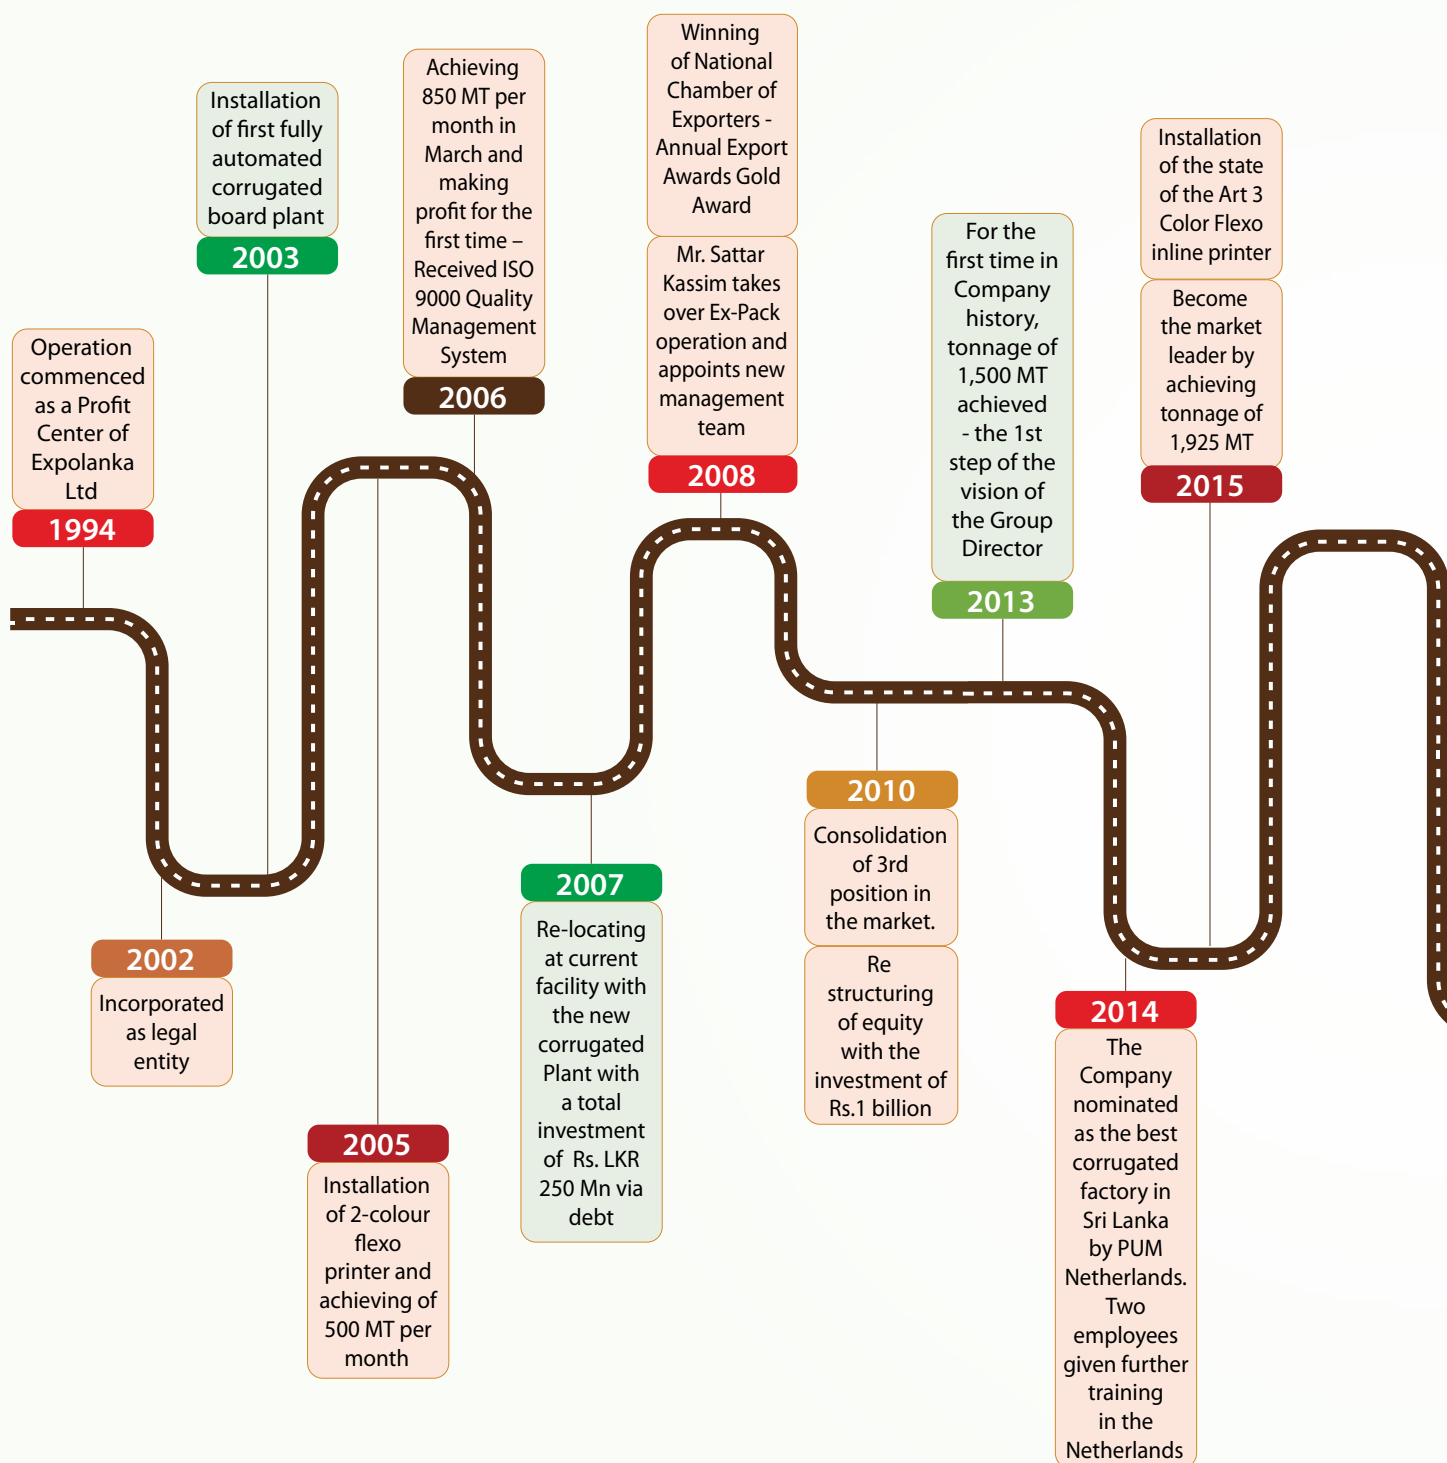 Operation
commenced
as a Profit
Center of
Expolanka
Ltd
1994
2002
Incorporated
as legal
entity
Installation
of first fully
automated
corrugated
board plant
2003
2005
Installation
of 2-colour
flexo
printer and
achieving of
500 MT per
month
Achieving
850 MT per
month in
March and
making
profit for the
first time –
Received ISO
9000 Quality
Management
System
2006
2007
Re-locating
at current
facility with
the new
corrugated
Plant with
a total
investment
of Rs. LKR
250 Mn via
debt
Winning
of National
Chamber of
Exporters -
Annual Export
Awards Gold
Award
Mr. Sattar
Kassim takes
over Ex-Pack
operation and
appoints new
management
team
2008
2010
Consolidation
of 3rd
position in
the market.
Re
structuring
of equity
with the
investment of
Rs.1 billion
For the
first time in
Company
history,
tonnage of
1,500 MT
achieved
- the 1st
step of the
vision of
the Group
Director
2013
2014
The
Company
nominated
as the best
corrugated
factory in
Sri Lanka
by PUM
Netherlands.
Two
employees
given further
training
in the
Netherlands
Installation
of the state
of the Art 3
Color Flexo
inline printer
Become
the market
leader by
achieving
tonnage of
1,925 MT
2015